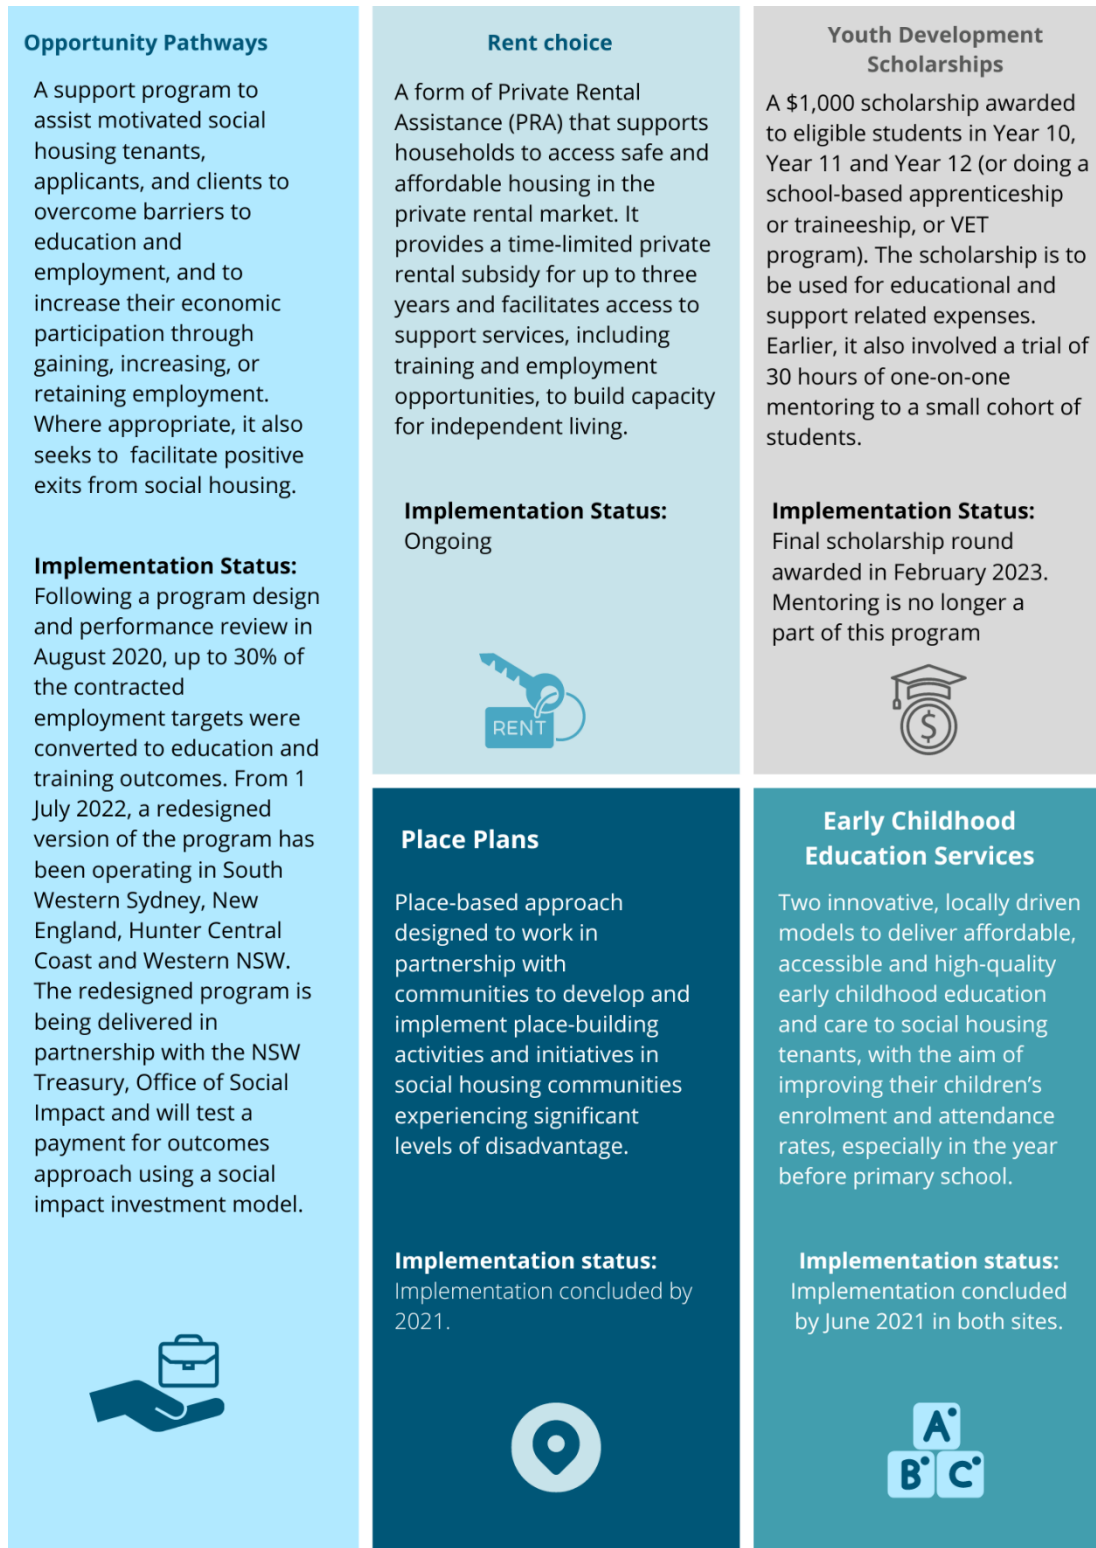 Opportunity Pathways
A support program to
assist motivated social
housing tenants,
applicants, and clients to
overcome barriers to
education and
employment, and to
increase their economic
participation through
gaining, increasing, or
retaining employment.
Where appropriate, it also
seeks to  facilitate positive
exits from social housing.
Implementation Status:
Following a program design
and performance review in
August 2020, up to 30% of
the contracted
employment targets were
converted to education and
training outcomes. From 1
July 2022, a redesigned
version of the program has
been operating in South
Western Sydney, New
England, Hunter Central
Coast and Western NSW.
The redesigned program is
being delivered in
partnership with the NSW
Treasury, Office of Social
Impact and will test a
payment for outcomes
approach using a social
impact investment model.
Rent choice
A form of Private Rental
Assistance (PRA) that supports
households to access safe and
affordable housing in the
private rental market. It
provides a time-limited private
rental subsidy for up to three
years and facilitates access to
support services, including
training and employment
opportunities, to build capacity
for independent living.
Implementation Status:
Ongoing
RENT
Youth Development
Scholarships
A $1,000 scholarship awarded
to eligible students in Year 10,
Year 11 and Year 12 (or doing a
school-based apprenticeship
or traineeship, or VET
program). The scholarship is to
be used for educational and
support related expenses.
Earlier, it also involved a trial of
30 hours of one-on-one
mentoring to a small cohort of
students.
Implementation Status:
Final scholarship round
awarded in February 2023.
Mentoring is no longer a
part of this program
$
Place Plans
Place-based approach
designed to work in
partnership with
communities to develop and
implement place-building
activities and initiatives in
social housing communities
experiencing significant
levels of disadvantage.
Implementation status:
Implementation concluded by
2021.
Early Childhood
Education Services
Two innovative, locally driven
models to deliver affordable,
accessible and high-quality
early childhood education
and care to social housing
tenants, with the aim of
improving their children’s
enrolment and attendance
rates, especially in the year
before primary school.
Implementation status:
Implementation concluded
by June 2021 in both sites.
A
B C